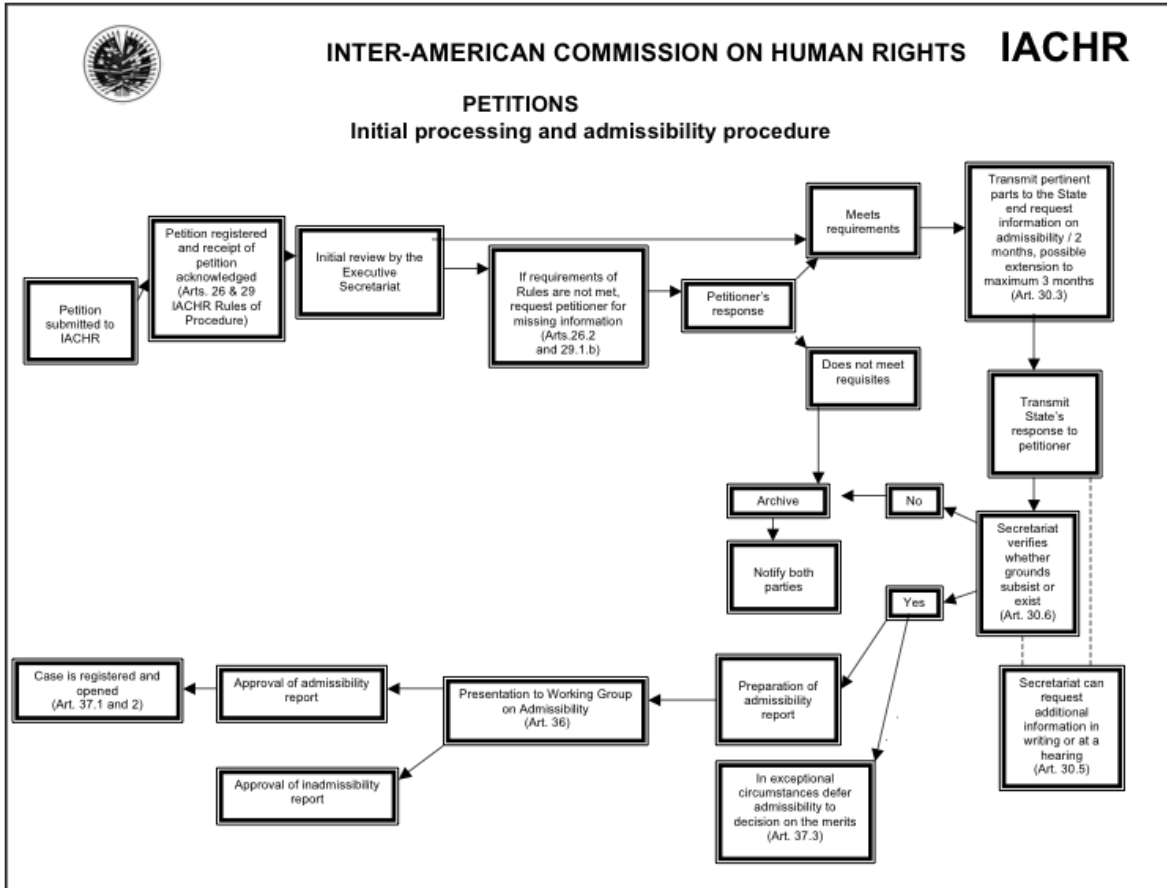 INTER-AMERICAN COMMISSION ON HUMAN RIGHTS IACHR
PETITIONS
Initial processing and admissibility procedure
Petition
submitted to
IACHR
Petition registered
and receipt of
petition
acknowledged
(Arts. 26 & 29
IACHR Rules of
Procedure)
Initial review by the
Executive
Secretariat
If requirements of
Rules are not met,
request petitioner for
missing information
(Arts.26.2
and 29.1.b)
Petitioner's
response
Meets
requirements
Does not meet
requisites
Transmit pertinent
parts to the State
end request
information on
admissibility / 2
months, possible
extension to
maximum 3 months
(Art. 30.3)
Transmit
State's
response to
petitioner
Archive
No
Notify both
parties
Secretariat
verifies
whether
grounds
subsist or
exist
(Art. 30.6)
Yes
Secretariat can
request
additional
information in
writing or at a
hearing
(Art. 30.5)
Preparation of
admissibility
report
In exceptional
circumstances defer
admissibility to
decision on the merits
(Art. 37.3)
Presentation to Working Group
on Admissibility
(Art. 36)
Approval of admissibility
report
Approval of inadmissibility
report
Case is registered and
opened
(Art. 37.1 and 2)